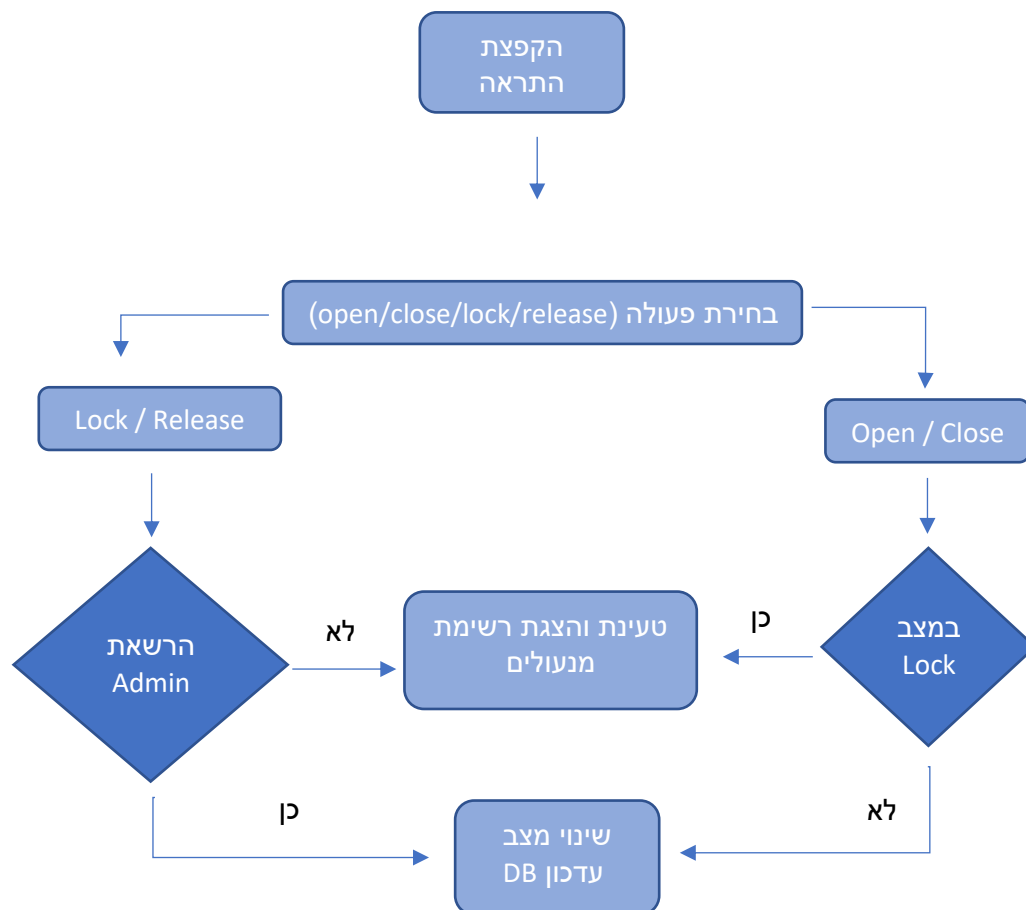 הקפצת
התראה
בחירת פעולה (open/close/lock/release)
Lock / Release
Open / Close
הרשאת
Admin
לא
טעינת והצגת רשימת
מנעולים
כן
במצב
Lock
כן
שינוי מצב
עדכון DB
לא